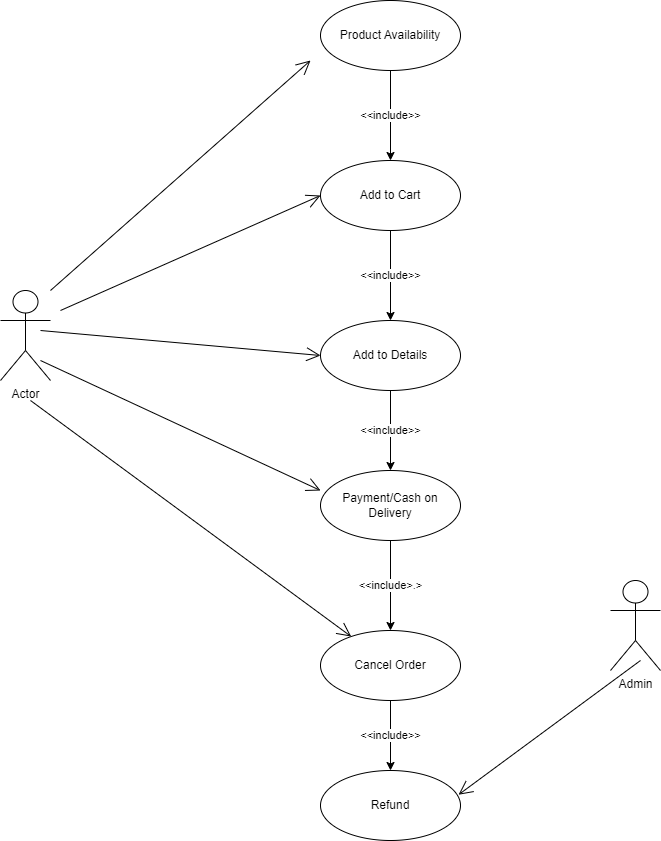 Product Availability
<<include>>
Add to Cart
<<include>>
Add to Details
Actor
<<include>>
Payment/Cash on
Delivery
<<include>.>
Cancel Order
Admin
<<include>>
Refund